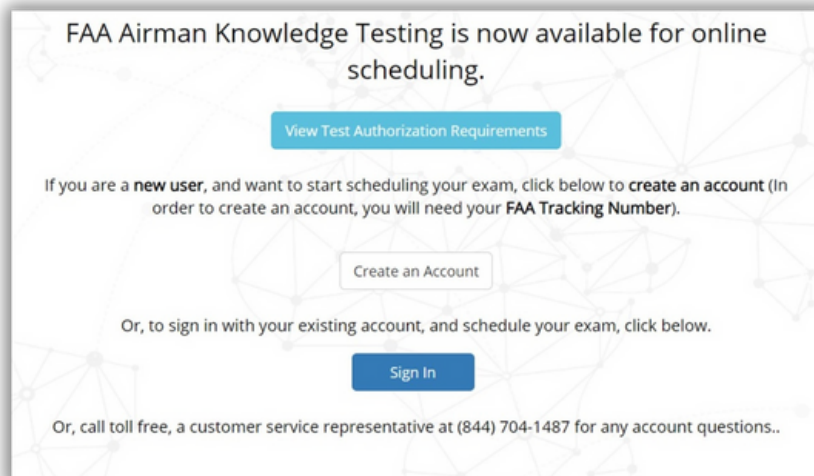 FAA Airman Knowledge Testing is now available for online
scheduling.
View Test Authorization Requirements
If you are a new user, and want to start scheduling your exam, click below to create an account (In
order to create an account, you will need your FAA Tracking Number).
Create an Account
Or, to sign in with your existing account, and schedule your exam, click below.
Sign In
Or, call toll free, a customer service representative at (844) 704-1487 for any account questions..